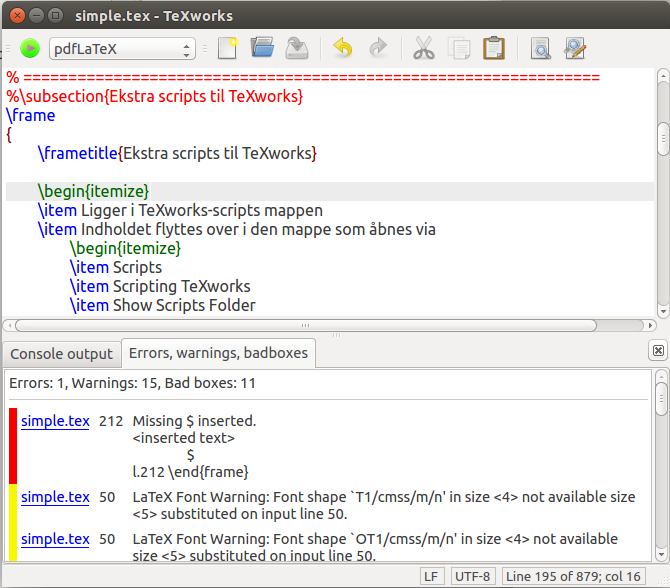 simple.tex - TeXworks
pdfLaTeX
% ================================================================
%\subsection{Ekstra scripts til TeXworks}
\frame
{
\frametitle{Ekstra scripts til TeXworks}
\begin{itemize}
\item Ligger i TeXworks-scripts mappen
\item Indholdet flyttes over i den mappe som åbnes via
\begin{itemize}
\item Scripts
\item Scripting TeXworks
\item Show Scripts Folder
Console output
Errors, warnings, badboxes
Errors: 1, Warnings: 15, Bad boxes: 11
simple.tex 212 Missing $ inserted.
<inserted text>
$
l.212 \end{frame}
simple.tex 50 LaTeX Font Warning: Font shape `T1/cmss/m/n' in size <4> not available size
<5> substituted on input line 50.
simple.tex 50 LaTeX Font Warning: Font shape `OT1/cmss/m/n' in size <4> not available
size <5> substituted on input line 50.
LF UTF-8 Line 195 of 879; col 16